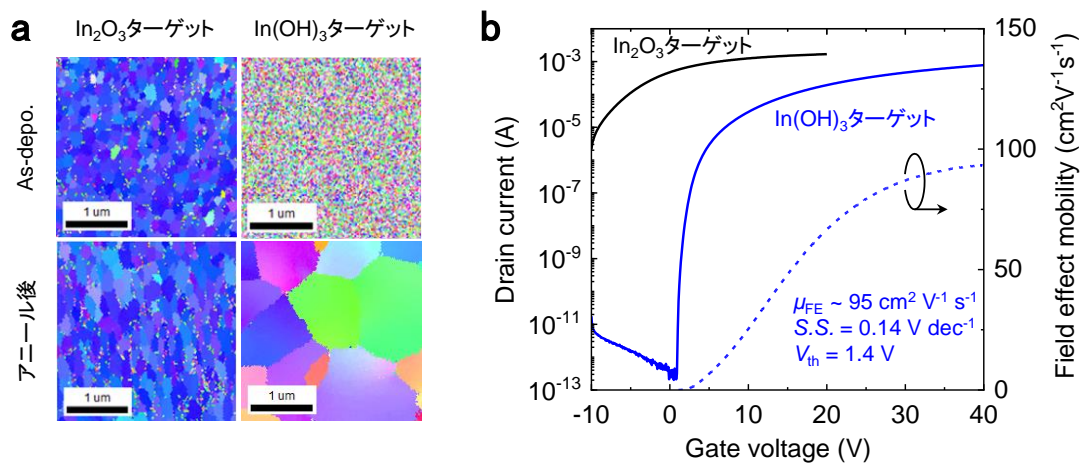 a
In₂O₃ターゲット
In(OH)₃ターゲット
As-depo.
1 um
1 um
アニール後
1 um
1 um
b
In₂O₃ターゲット
In(OH)₃ターゲット
μFE ~ 95 cm² V⁻¹ s⁻¹
S.S. = 0.14 V dec⁻¹
Vth = 1.4 V
Drain current (A)
10⁻³
10⁻⁵
10⁻⁷
10⁻⁹
10⁻¹¹
10⁻¹³
-10
0
10
20
30
40
Gate voltage (V)
150
100
50
0
Field effect mobility (cm²V⁻¹s⁻¹)